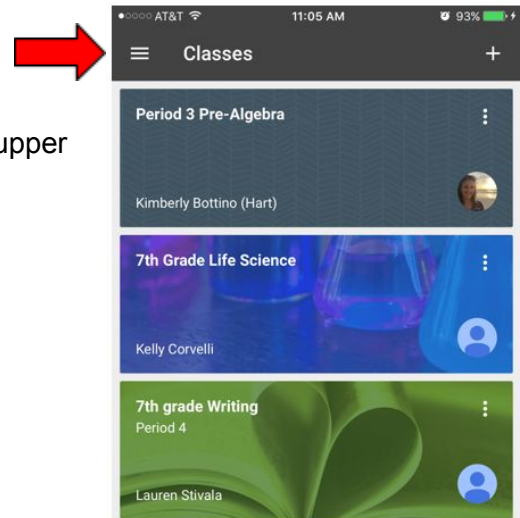 AT&T 11:05 AM 93%
Classes
upper
Period 3 Pre-Algebra
Kimberly Bottino (Hart)
7th Grade Life Science
Kelly Corvelli
7th grade Writing
Period 4
Lauren Stivala